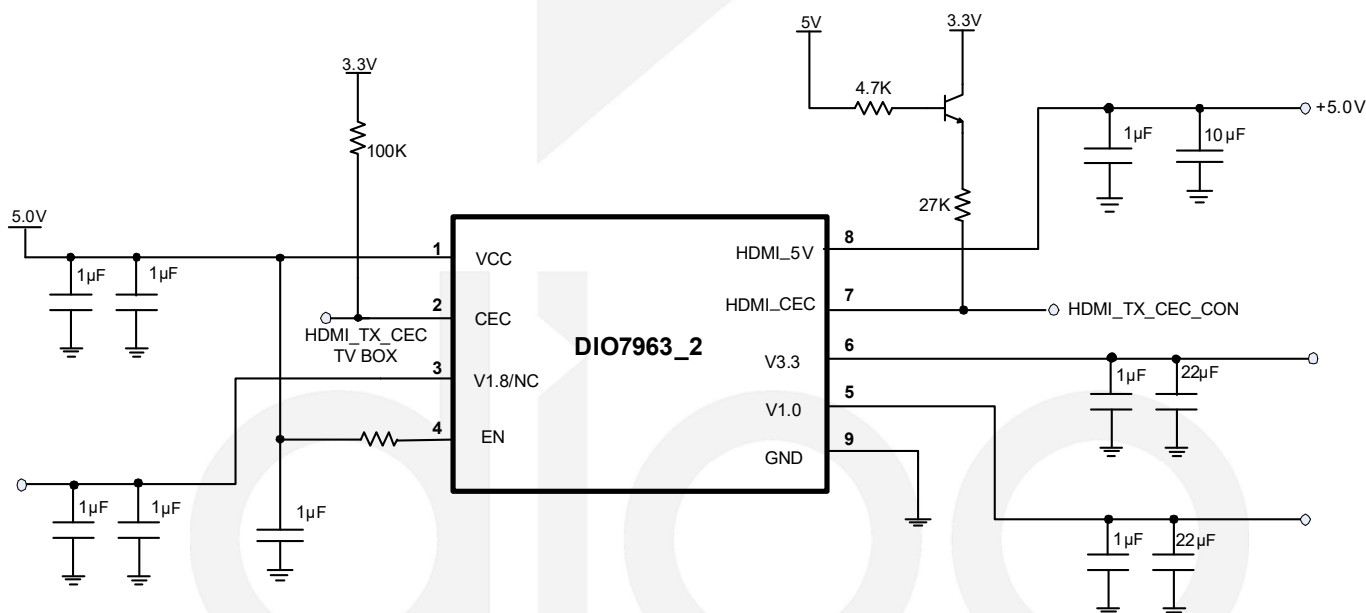 5V
3.3V
3.3V
4.7K
+5.0V
1µF
10µF
100K
27K
5.0V
1
VCC
HDMI_5V
8
1µF
1µF
2
CEC
HDMI_CEC
7
HDMI_TX_CEC_CON
HDMI_TX_CEC
TV BOX
DIO7963_2
3
V1.8/NC
V3.3
6
1µF
22µF
V1.0
5
4
EN
GND
9
1µF
1µF
1µF
1µF
22µF
dioo